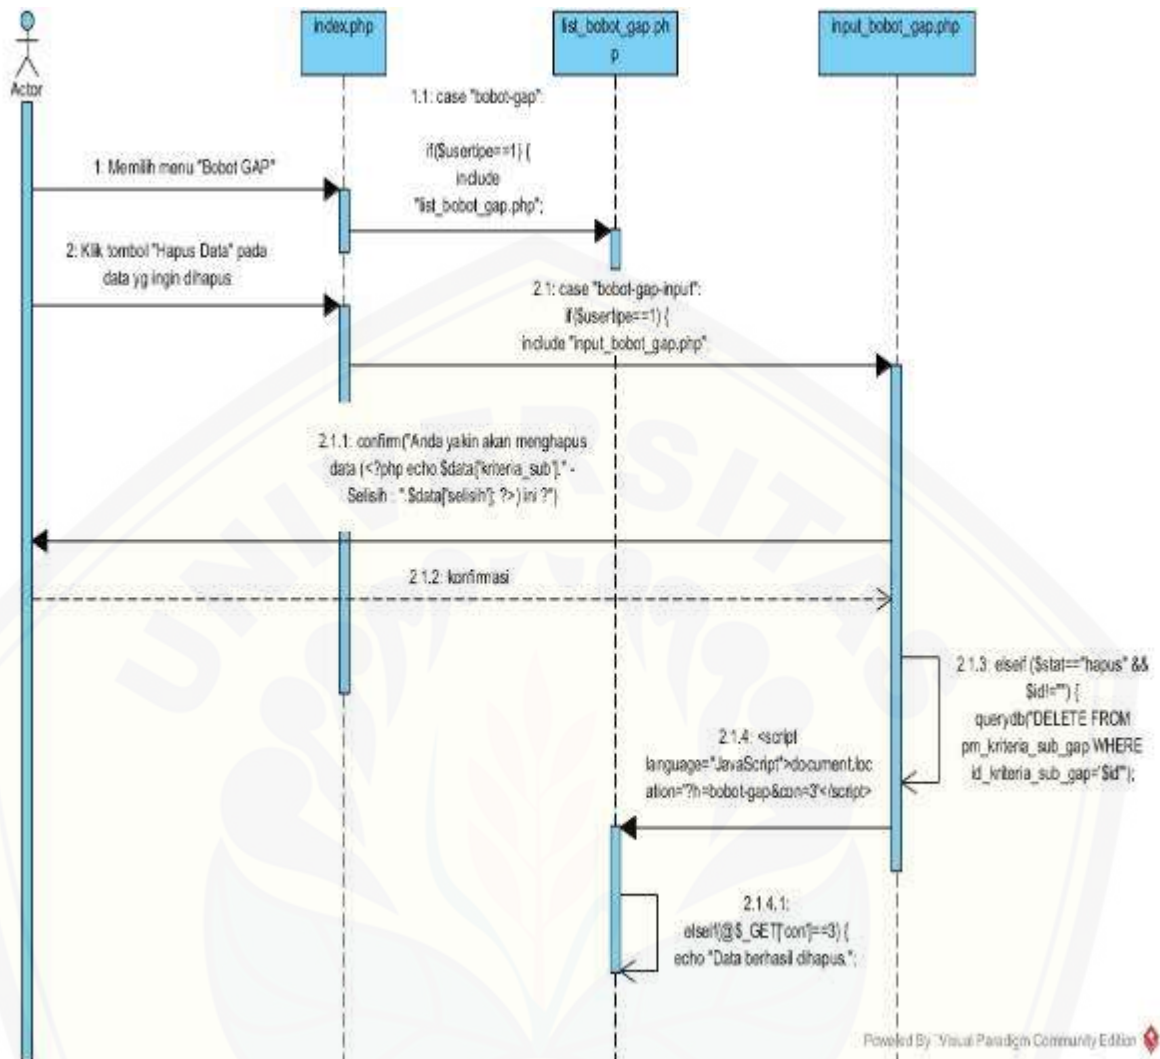 index.php
list_bobot_gap.ph
p
input_bobot_gap.php
Actor
1.1: case "bobot-gap":
if($usertipe==1) {
include
"list_bobot_gap.php";
1: Memilih menu "Bobot GAP"
2: Klik tombol "Hapus Data" pada
data yg ingin dihapus
2.1: case "bobot-gap-input":
if($usertipe==1) {
include "input_bobot_gap.php"
2.1.1: confirm("Anda yakin akan menghapus
data (<?php echo $data['kriteria_sub']." -
Selisih : ".$data['selisih']; ?>) ini ?")
2.1.2: konfirmasi
2.1.3: elseif ($stat=="hapus" &&
$id!="") {
querydb("DELETE FROM
pm_kriteria_sub_gap WHERE
id_kriteria_sub_gap='$id'");
2.1.4: <script
language="JavaScript">document.loc
ation='?h=bobot-gap&con=3'</script>
2.1.4.1:
elseif(@$_GET['con']==3) {
echo "Data berhasil dihapus.";
UNIVERSITAS
Powered By Visual Paradigm Community Edition